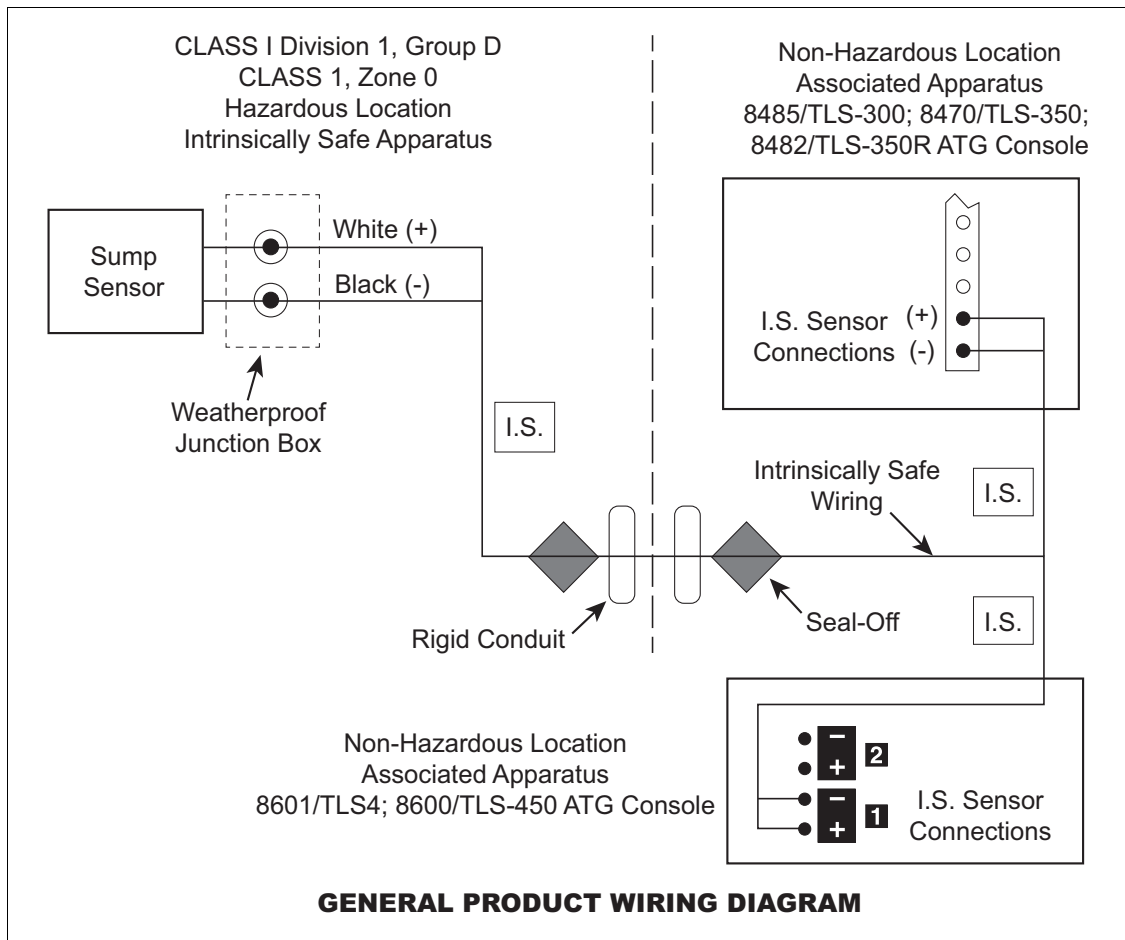 CLASS I Division 1, Group D
CLASS 1, Zone 0
Hazardous Location
Intrinsically Safe Apparatus
Non-Hazardous Location
Associated Apparatus
8485/TLS-300; 8470/TLS-350;
8482/TLS-350R ATG Console
Sump
Sensor
White (+)
Black (-)
Weatherproof
Junction Box
I.S.
I.S. Sensor
Connections
(+)
(-)
Intrinsically Safe
Wiring
I.S.
Rigid Conduit
Seal-Off
I.S.
Non-Hazardous Location
Associated Apparatus
8601/TLS4; 8600/TLS-450 ATG Console
−
+
2
−
+
1
I.S. Sensor
Connections
GENERAL PRODUCT WIRING DIAGRAM